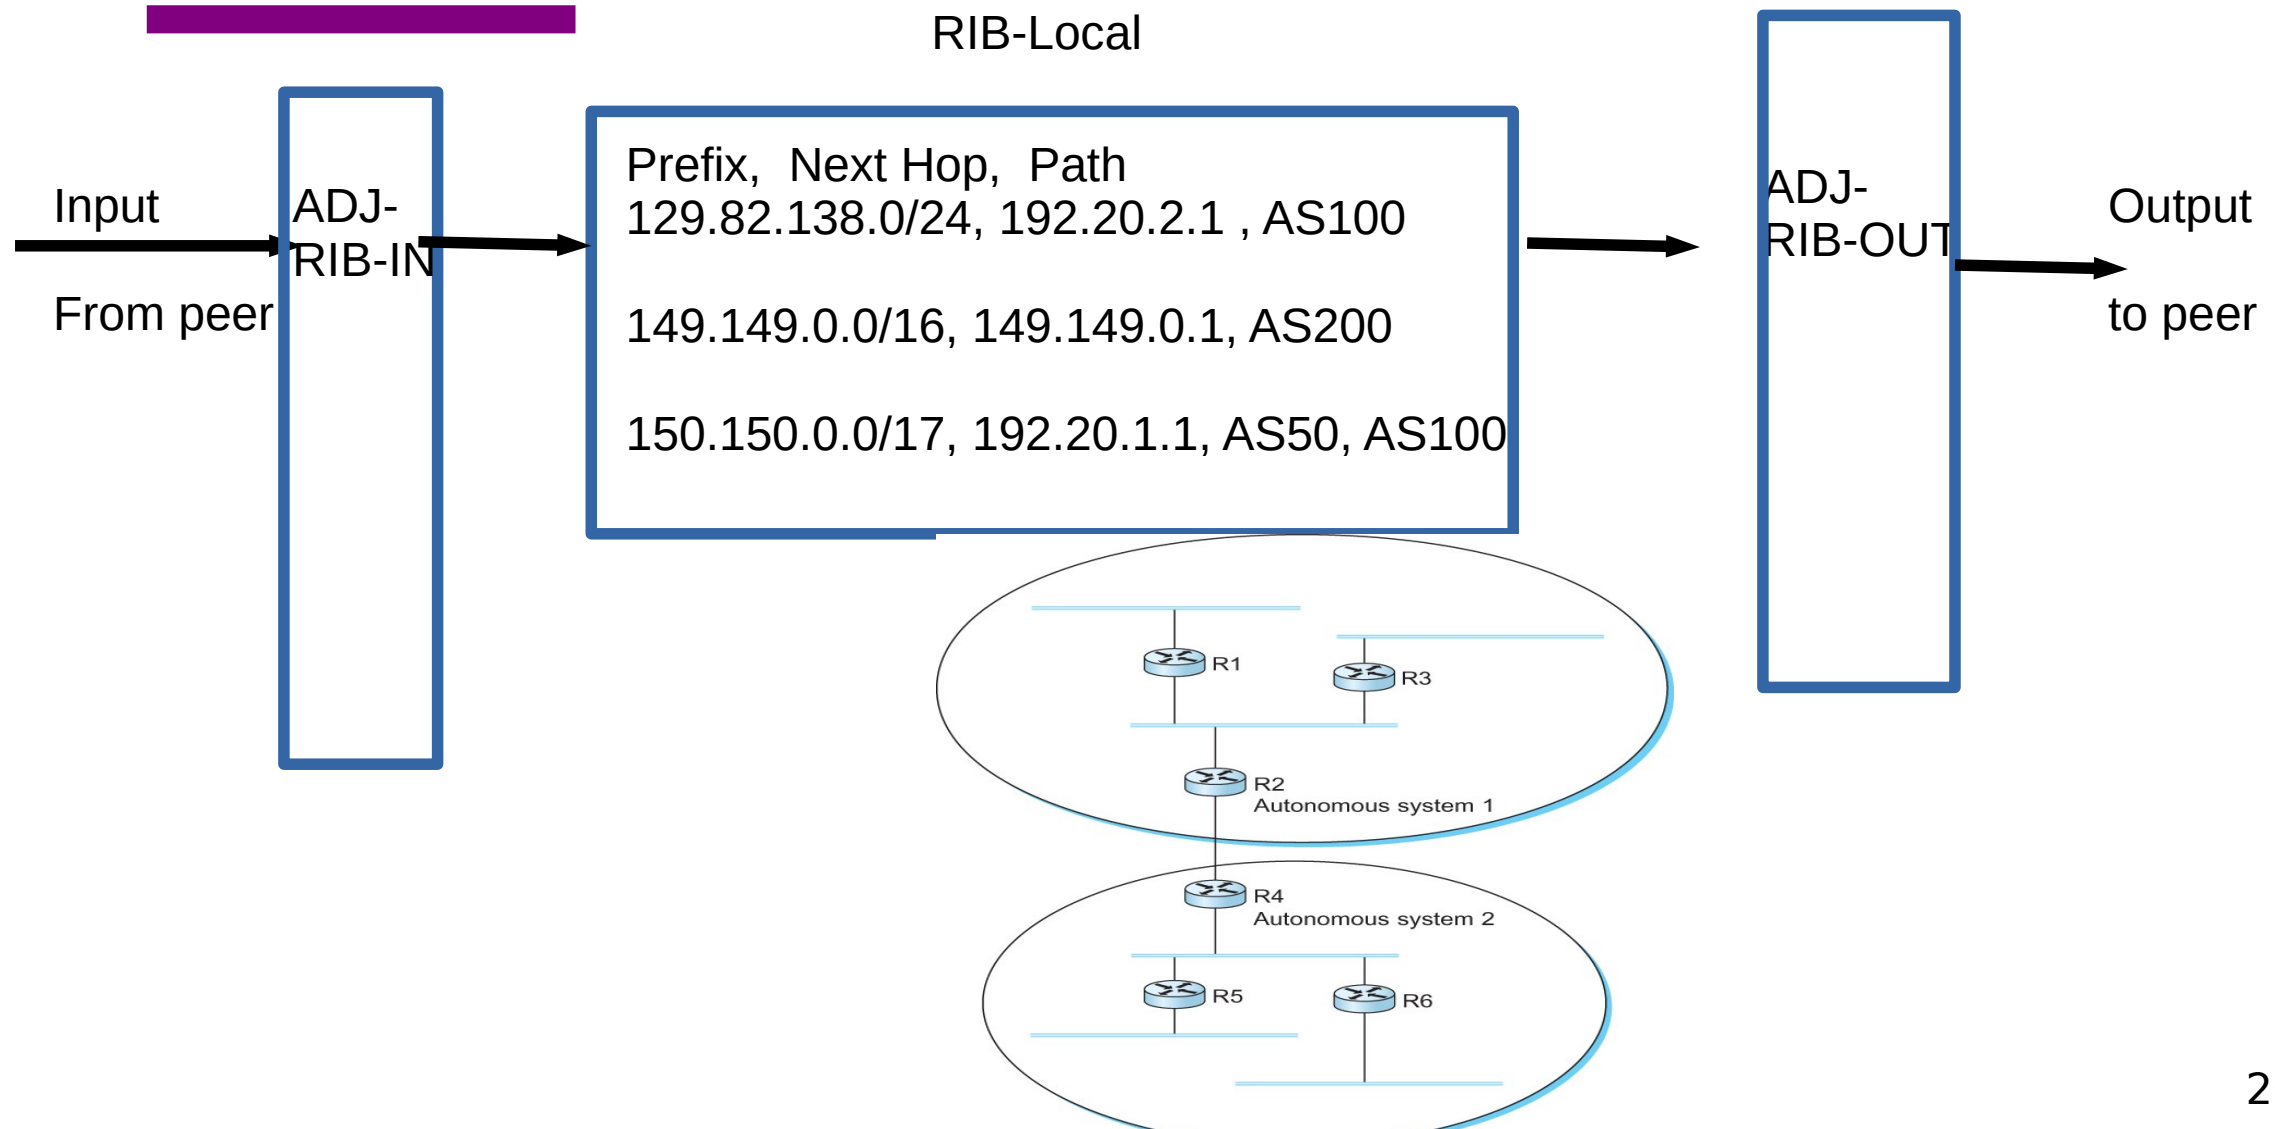 RIB-Local
Input
From peer
ADJ-
RIB-IN
Prefix,  Next Hop,  Path
129.82.138.0/24, 192.20.2.1 , AS100
149.149.0.0/16, 149.149.0.1, AS200
150.150.0.0/17, 192.20.1.1, AS50, AS100
ADJ-
RIB-OUT
Output
to peer
R1
R3
R2
Autonomous system 1
R4
Autonomous system 2
R5
R6
2